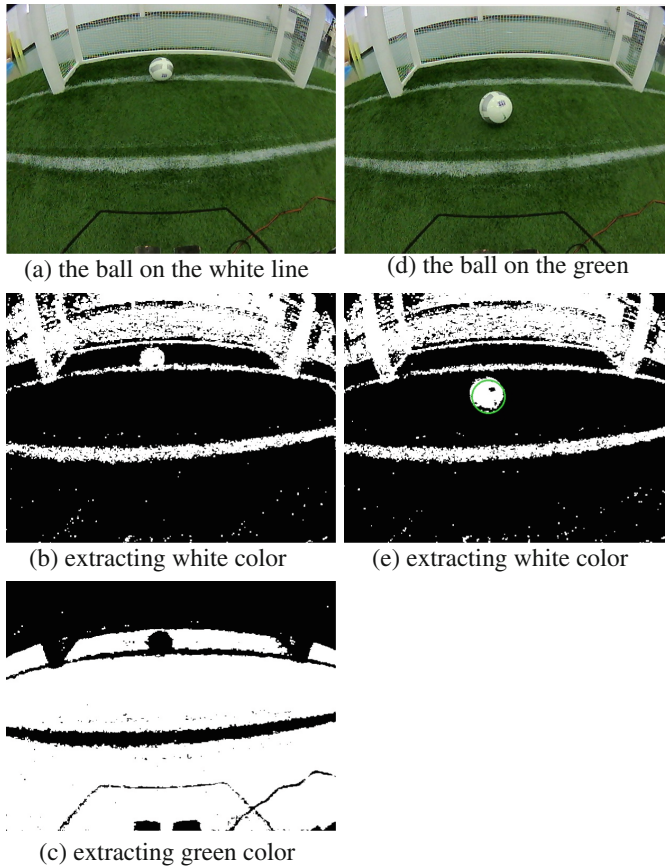 (a) the ball on the white line
(d) the ball on the green
(b) extracting white color
(e) extracting white color
(c) extracting green color